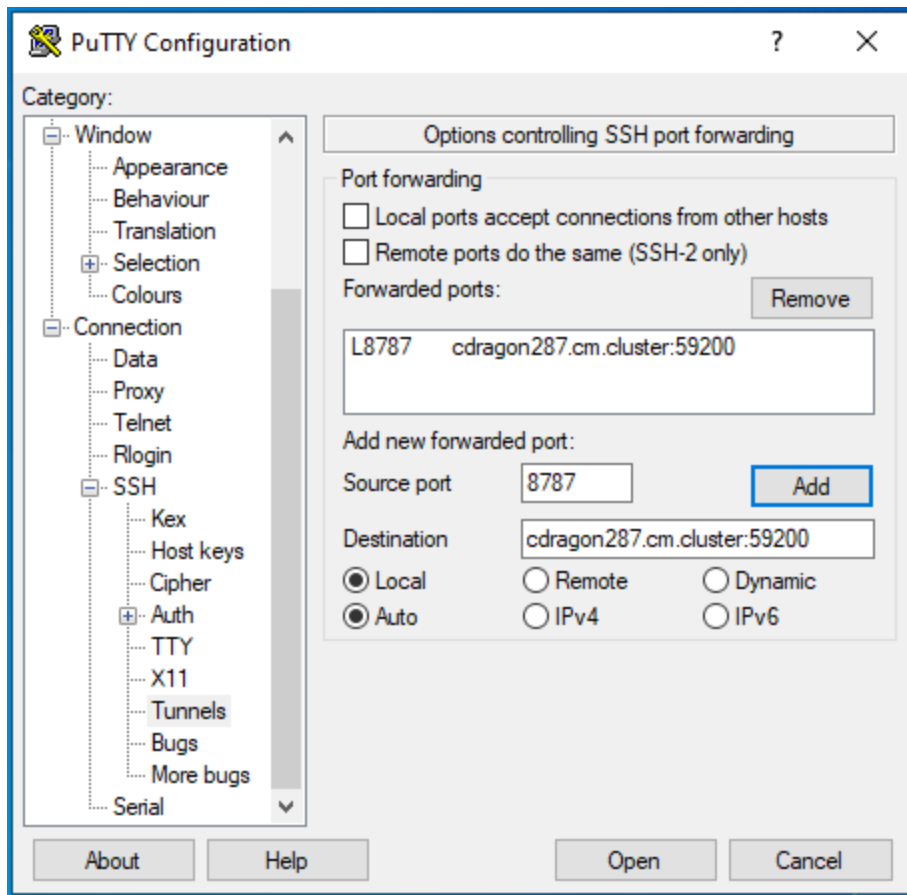 PuTTY Configuration
?
Category:
Window
Appearance
Behaviour
Translation
Selection
Colours
Connection
Data
Proxy
Telnet
Rlogin
SSH
Kex
Host keys
Cipher
Auth
TTY
X11
Tunnels
Bugs
More bugs
Serial
Options controlling SSH port forwarding
Port forwarding
Local ports accept connections from other hosts
Remote ports do the same (SSH-2 only)
Forwarded ports:
Remove
L8787 cdragon287.cm.cluster:59200
Add new forwarded port:
Source port 8787 Add
Destination cdragon287.cm.cluster:59200
Local Remote Dynamic
Auto IPv4 IPv6
About Help Open Cancel